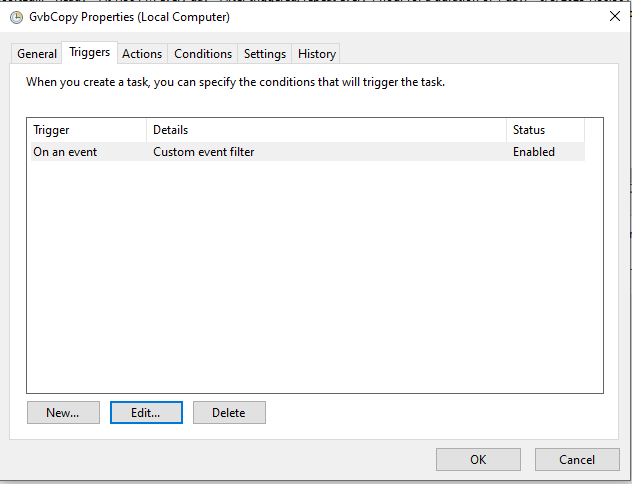 GvbCopy Properties (Local Computer)
General Triggers Actions Conditions Settings History
When you create a task, you can specify the conditions that will trigger the task.
Trigger Details Status
On an event Custom event filter Enabled
New... Edit... Delete
OK Cancel